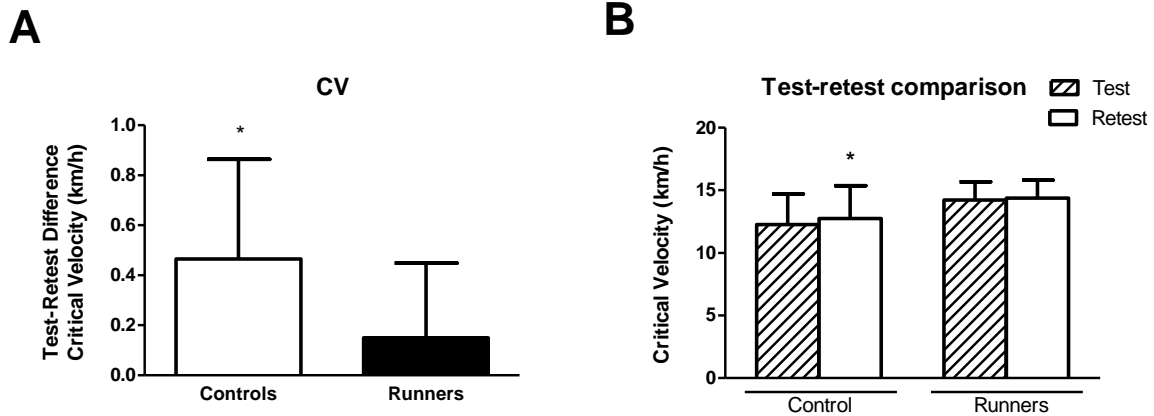 A
CV
Test-Retest Difference
Critical Velocity (km/h)
1.0
0.8
0.6
0.4
0.2
0.0
*
Controls
Runners
B
Test-retest comparison
Test
Retest
Critical Velocity (km/h)
20
15
10
5
0
*
Control
Runners